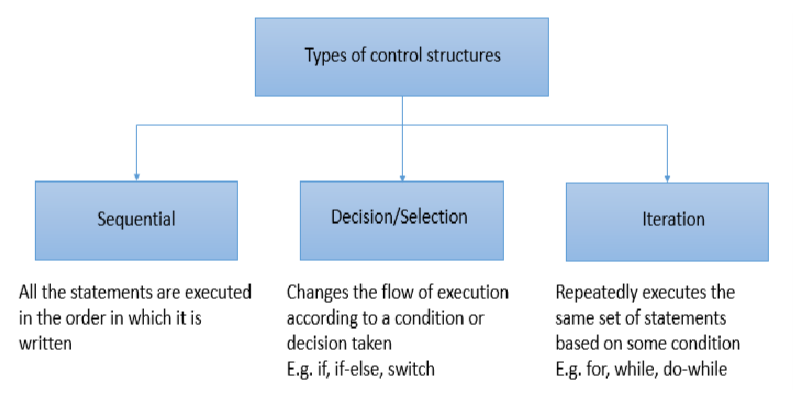 Types of control structures
Sequential
Decision/Selection
Iteration
All the statements are executed
in the order in which it is
written
Changes the flow of execution
according to a condition or
decision taken
E.g. if, if-else, switch
Repeatedly executes the
same set of statements
based on some condition
E.g. for, while, do-while